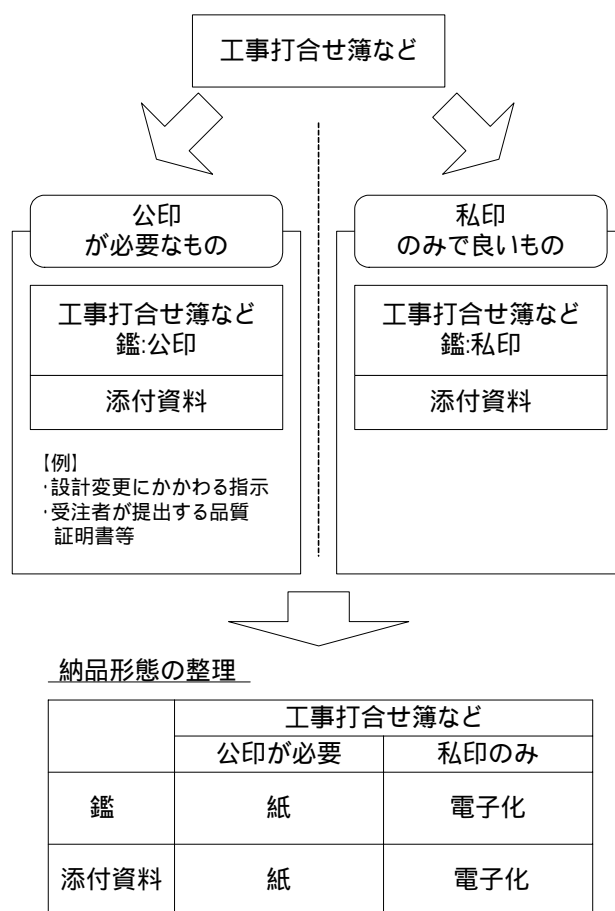 工事打合せ簿など
公印
が必要なもの
工事打合せ簿など
鑑:公印
添付資料
【例】
・設計変更にかかわる指示
・受注者が提出する品質
証明書等
私印
のみで良いもの
工事打合せ簿など
鑑:私印
添付資料
納品形態の整理
工事打合せ簿など
公印が必要 私印のみ
鑑 紙 電子化
添付資料 紙 電子化